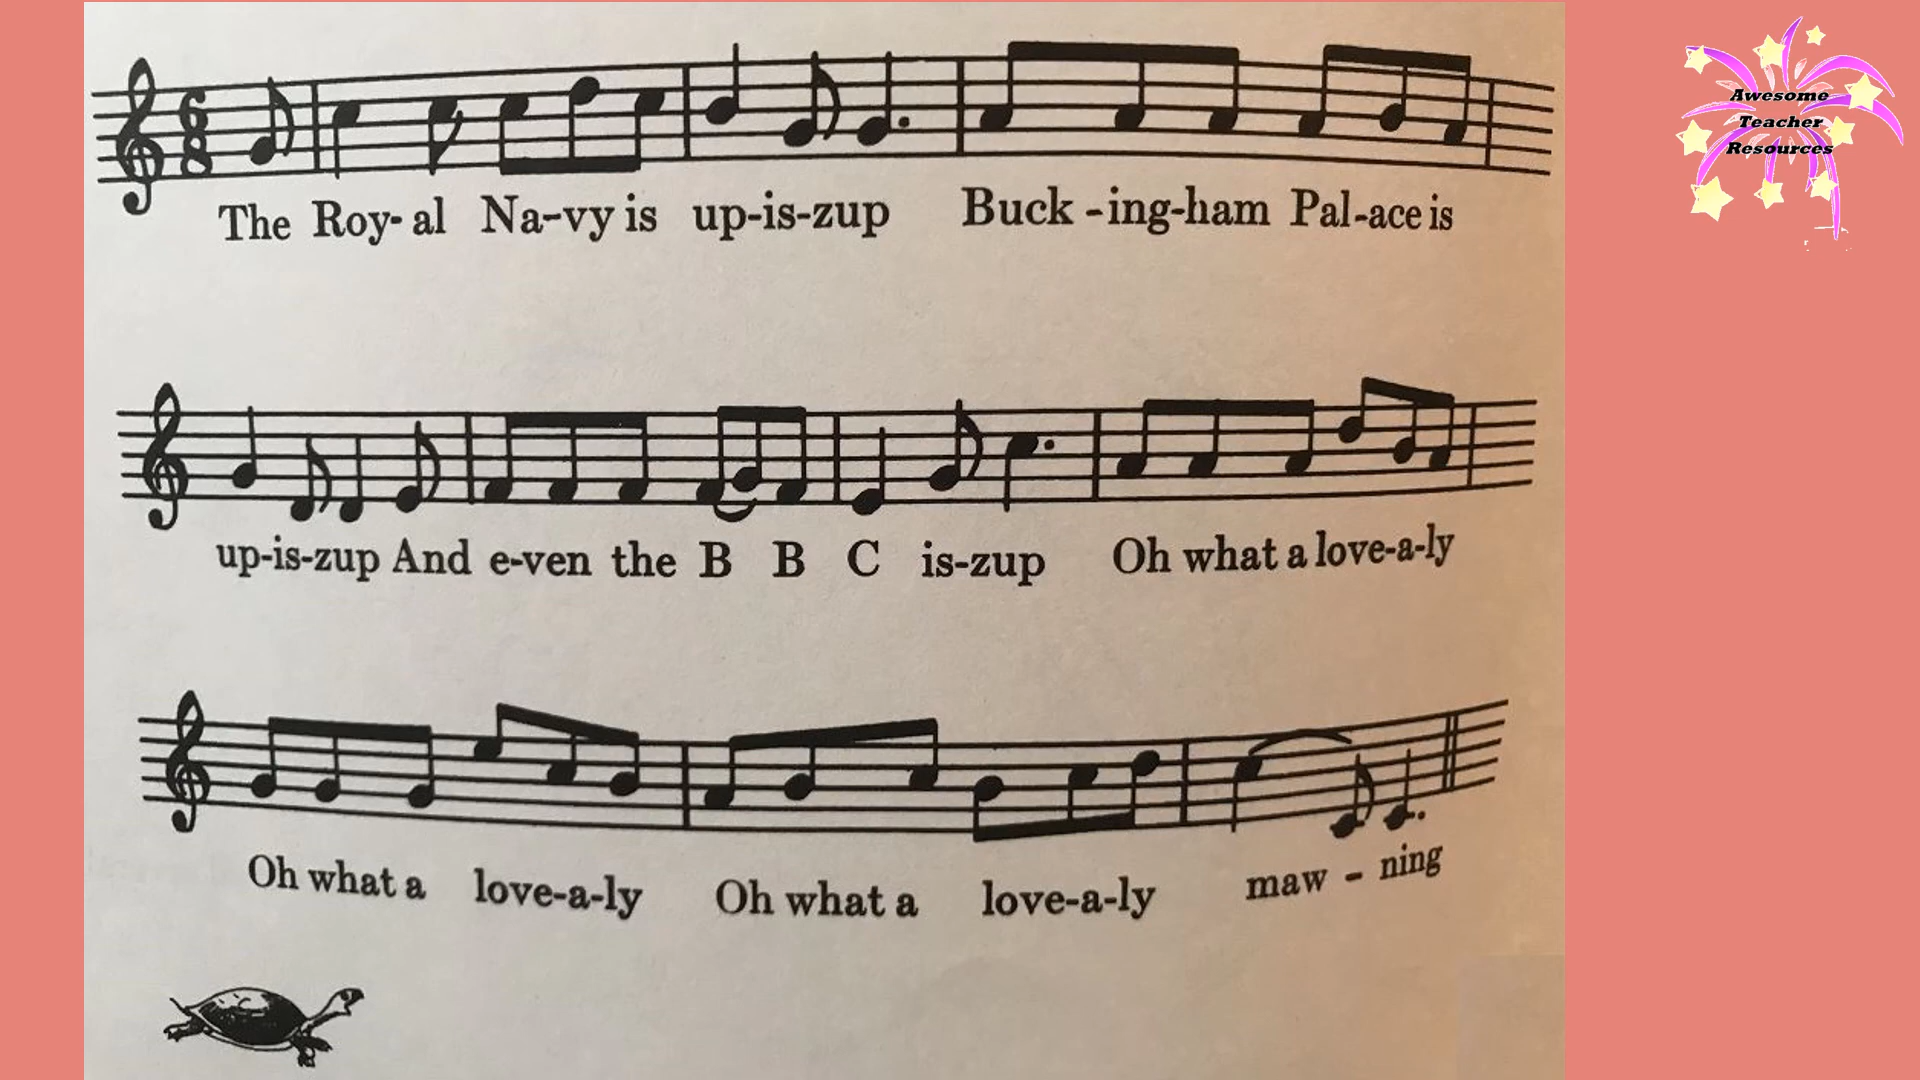 Awesome
Teacher
Resources
6
8
The Roy- al Na-vy is up-is-zup Buck -ing-ham Pal-ace is
up-is-zup And e-ven the B B C is-zup Oh what a love-a-ly
Oh what a love-a-ly Oh what a love-a-ly maw - ning